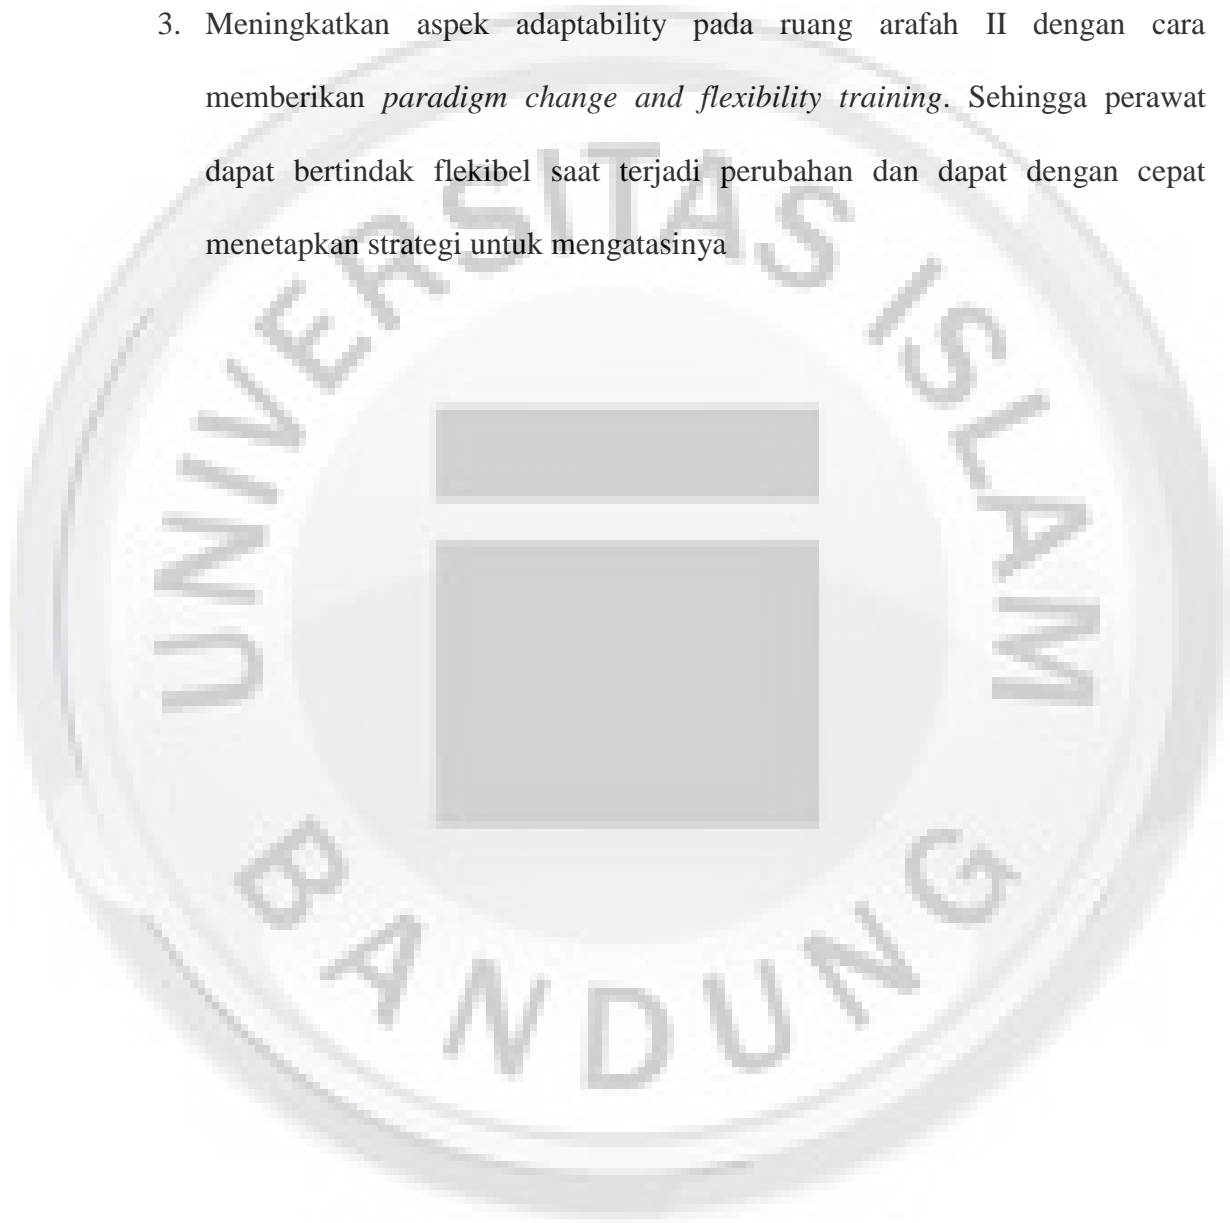 3. Meningkatkan aspek adaptability pada ruang arafah II dengan cara
memberikan paradigm change and flexibility training. Sehingga perawat
dapat bertindak flekibel saat terjadi perubahan dan dapat dengan cepat
menetapkan strategi untuk mengatasinya
UNIVERSITAS ISLAM
BANDUNG